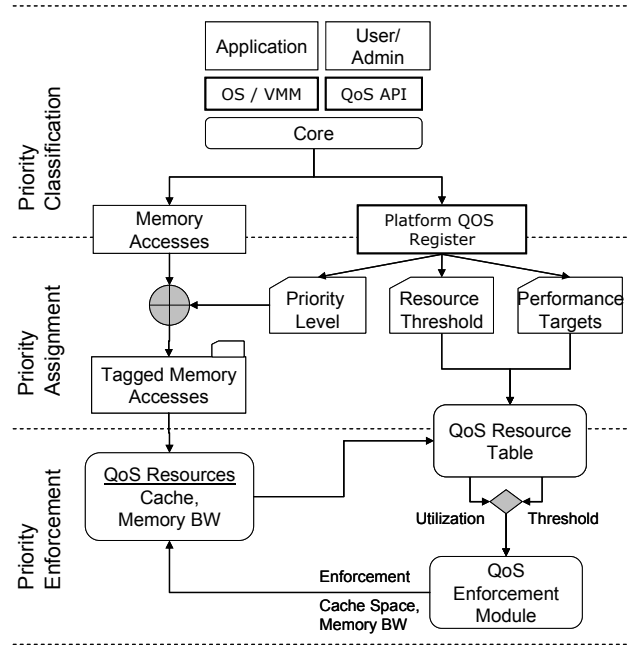 Priority
Classification
Application
User/
Admin
OS / VMM
QoS API
Core
Memory
Accesses
Platform QOS
Register
Priority
Assignment
Priority
Level
Resource
Threshold
Performance
Targets
Tagged Memory
Accesses
Priority
Enforcement
QoS Resources
Cache,
Memory BW
QoS Resource
Table
Utilization
Threshold
Enforcement
Cache Space,
Memory BW
QoS
Enforcement
Module